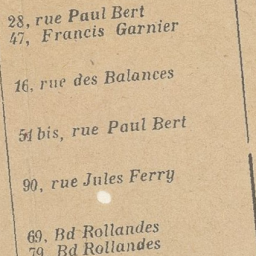 28, rue Paul Bert
47, Francis Garnier
16, rue des Balances
51 bis, rue Paul Bert
90, rue Jules Ferry
69, Bd Rollandes
79 Bd Rollandes